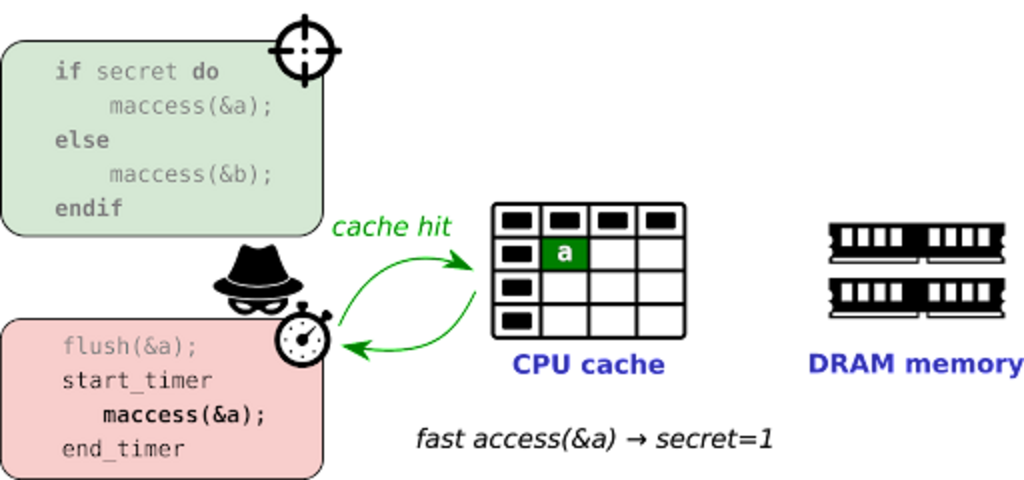 if secret do
maccess(&a);
else
maccess(&b);
endif
cache hit
a
flush(&a);
start_timer
maccess(&a);
end_timer
CPU cache
DRAM memory
fast access(&a) → secret=1